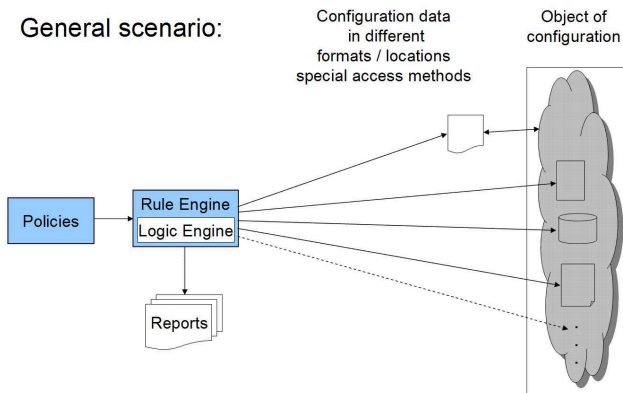 General scenario:
Configuration data
in different
formats / locations
special access methods
Object of
configuration
Policies
Rule Engine
Logic Engine
Reports